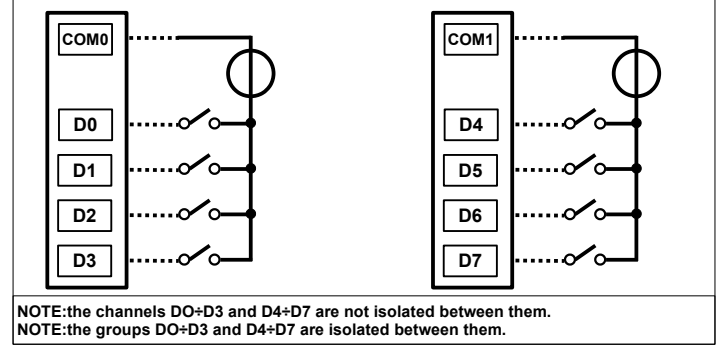 COM0
D0
D1
D2
D3
COM1
D4
D5
D6
D7
NOTE:the channels DO÷D3 and D4÷D7 are not isolated between them.
NOTE:the groups DO÷D3 and D4÷D7 are isolated between them.